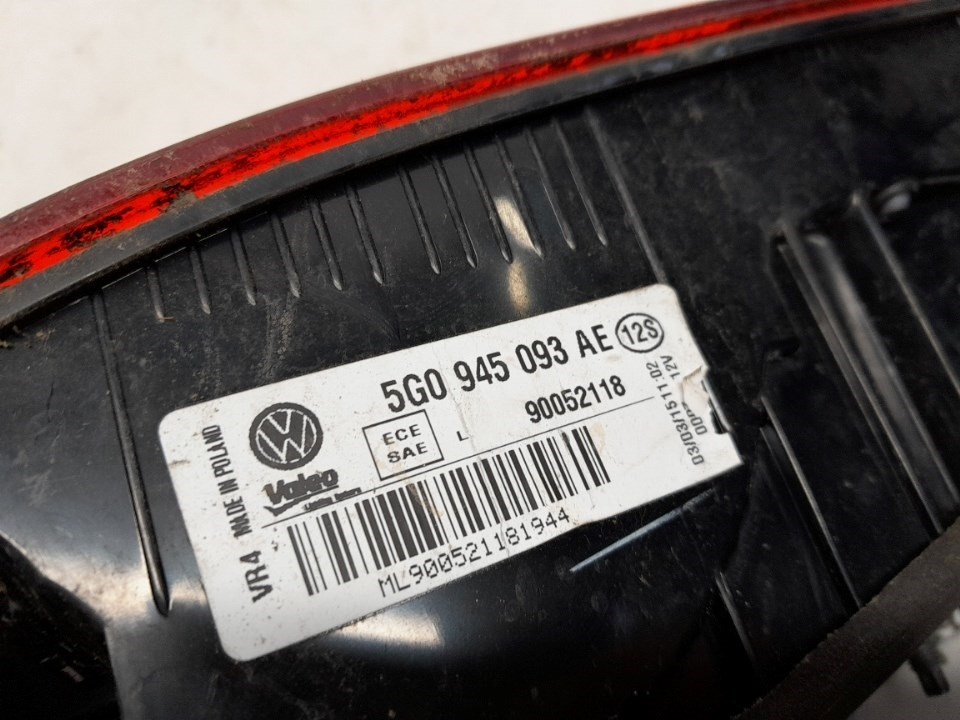 5G0 945 093 AE 12S
90052118
ECE
SAE
L
Valeo
ML900521181944
VR4 MADE IN POLAND
03/03/15 11:02
12V